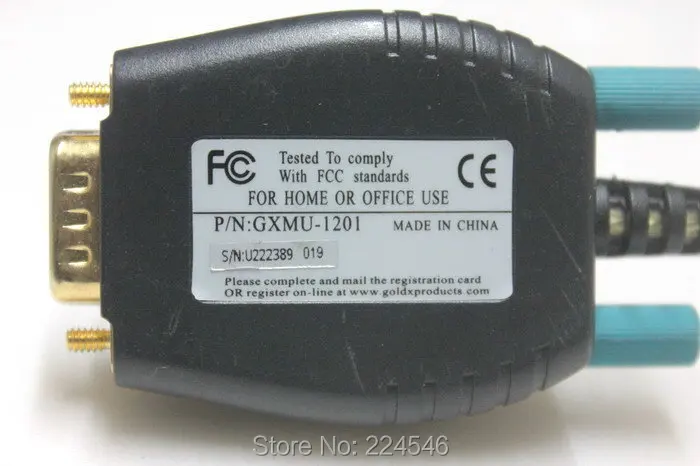 FC Tested To comply
With FCC standards CE
FOR HOME OR OFFICE USE
P/N:GXMU-1201 MADE IN CHINA
S/N:U222389 019
Please complete and mail the registration card
OR register on-line at www.goldxproducts.com
Store No: 224546